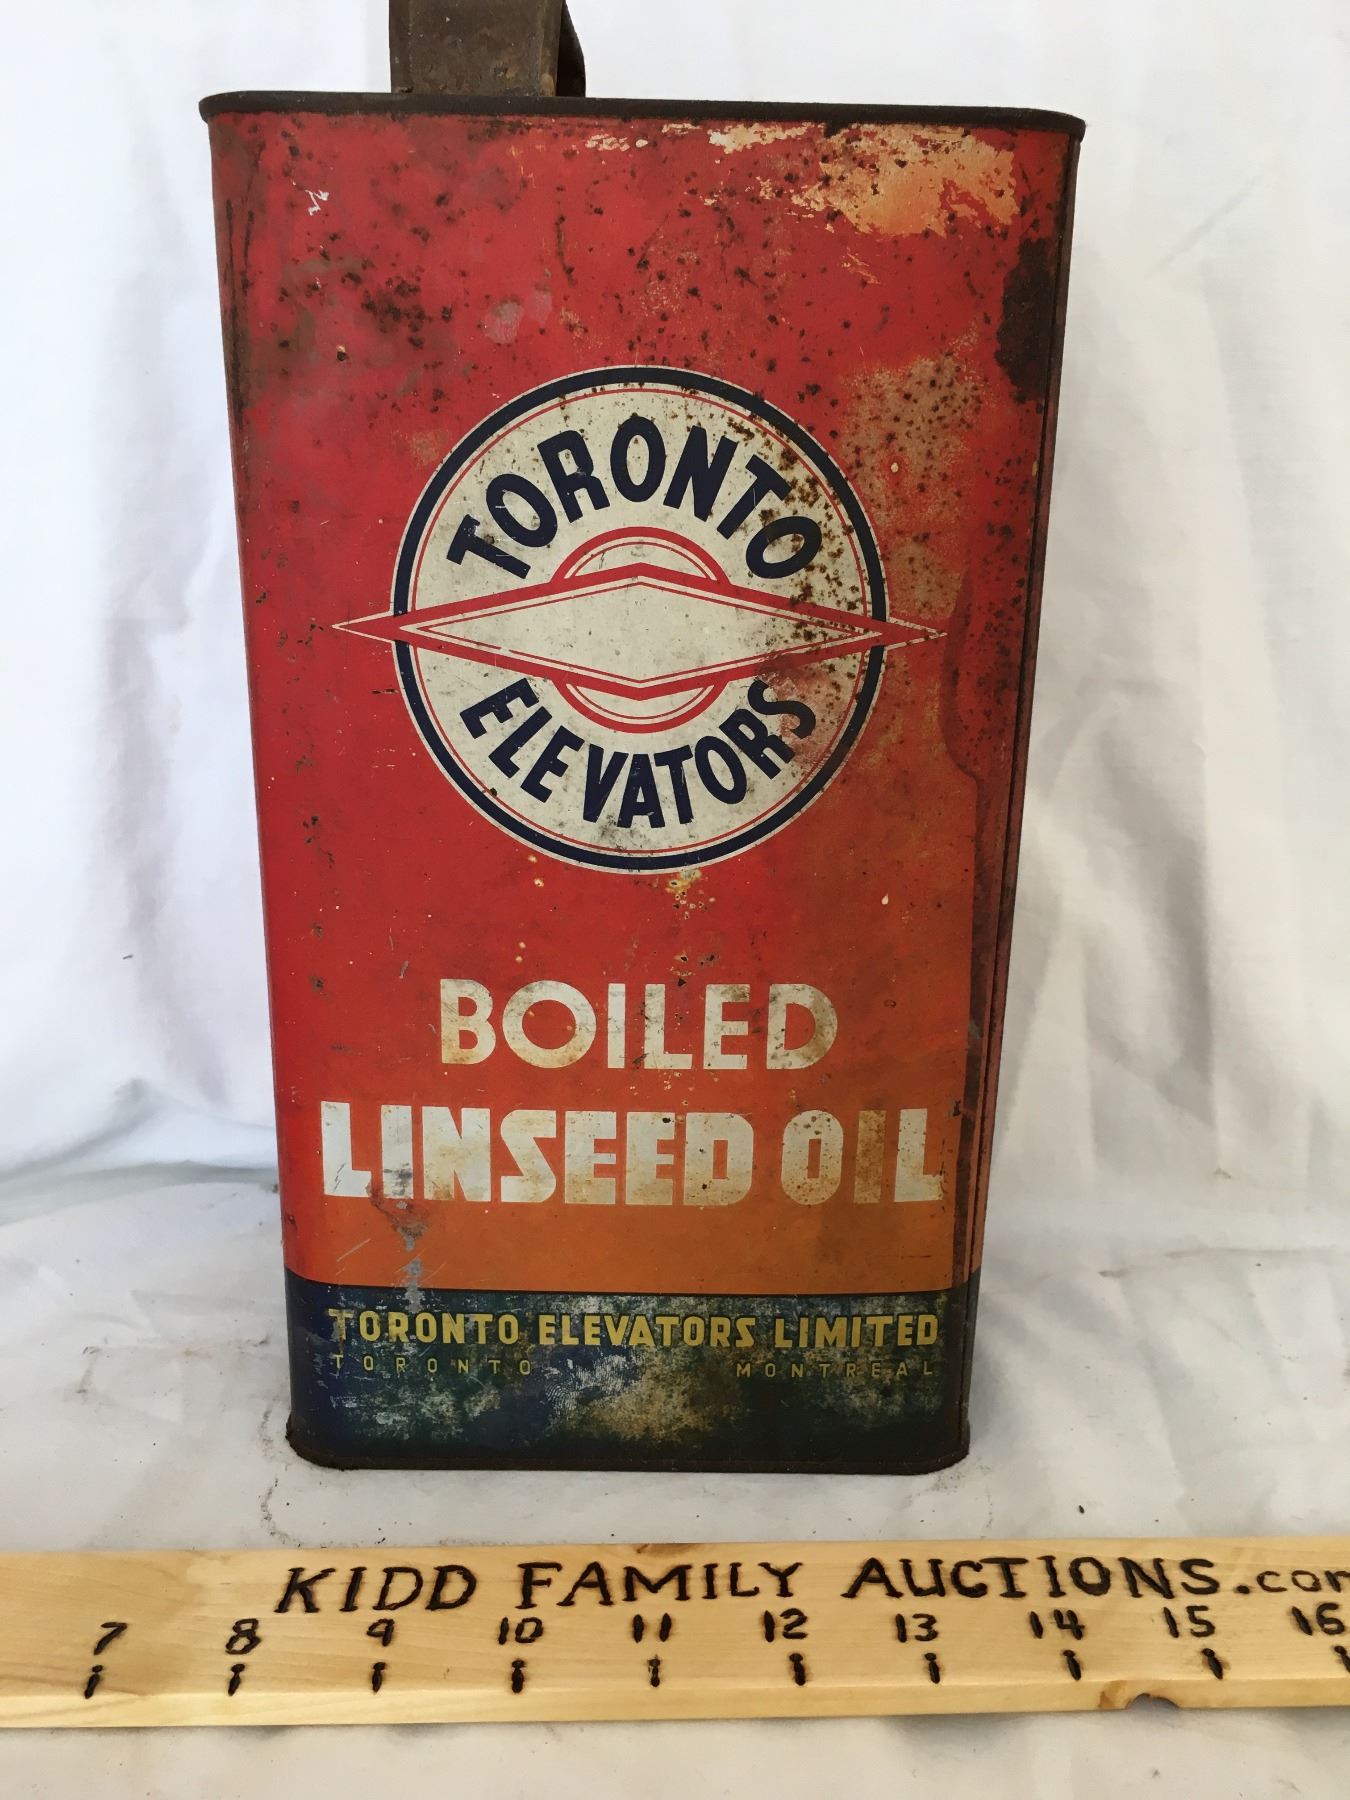 TORONTO
ELEVATORS
BOILED
LINSEED OIL
TORONTO ELEVATORS LIMITED
TORONTO MONTREAL
KIDD FAMILY AUCTIONS.com
7 8 9 10 11 12 13 14 15 16